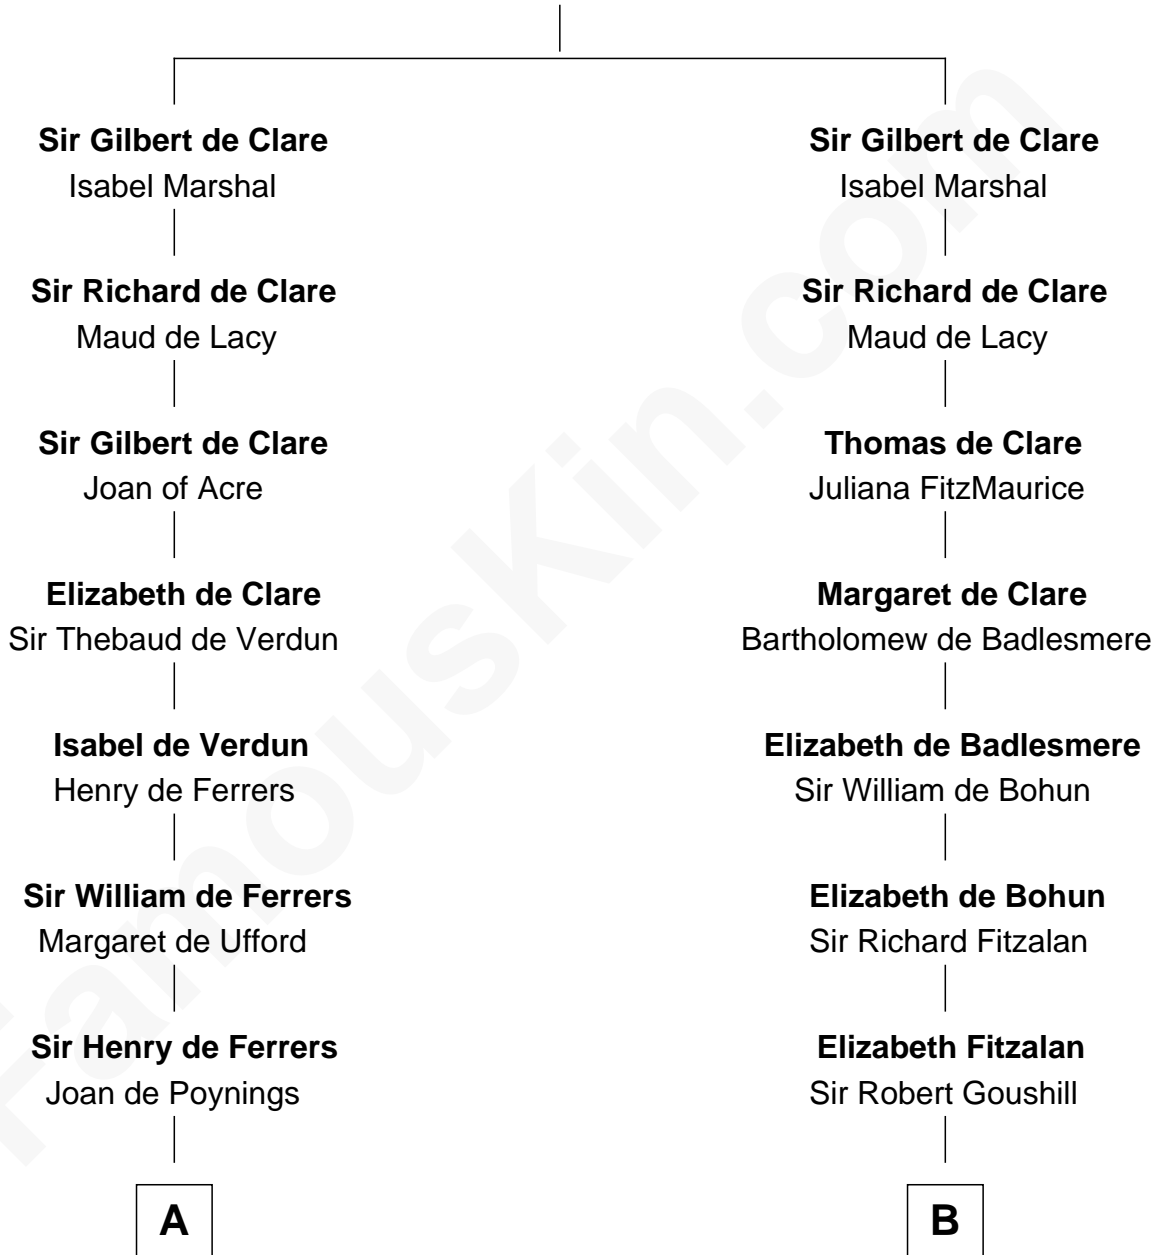 Sir Gilbert de Clare
Isabel Marshal
Sir Richard de Clare
Maud de Lacy
Sir Gilbert de Clare
Joan of Acre
Elizabeth de Clare
Sir Thebaud de Verdun
Isabel de Verdun
Henry de Ferrers
Sir William de Ferrers
Margaret de Ufford
Sir Henry de Ferrers
Joan de Poynings
A
Sir Gilbert de Clare
Isabel Marshal
Sir Richard de Clare
Maud de Lacy
Thomas de Clare
Juliana FitzMaurice
Margaret de Clare
Bartholomew de Badlesmere
Elizabeth de Badlesmere
Sir William de Bohun
Elizabeth de Bohun
Sir Richard Fitzalan
Elizabeth Fitzalan
Sir Robert Goushill
B
FamousKin.com